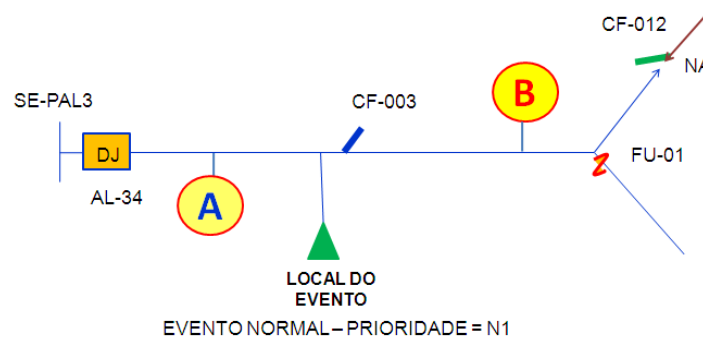 CF-012
NA
SE-PAL3
CF-003
B
DJ
FU-01
AL-34
A
LOCAL DO
EVENTO
EVENTO NORMAL – PRIORIDADE = N1